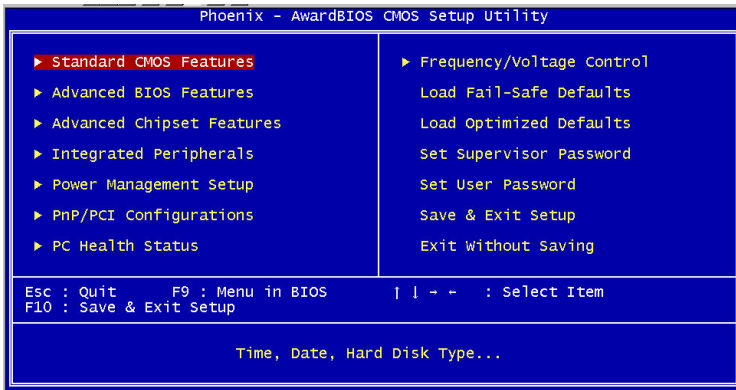 Phoenix - AwardBIOS CMOS Setup Utility
▶ Standard CMOS Features
▶ Advanced BIOS Features
▶ Advanced Chipset Features
▶ Integrated Peripherals
▶ Power Management Setup
▶ PnP/PCI Configurations
▶ PC Health Status
▶ Frequency/Voltage Control
Load Fail-Safe Defaults
Load Optimized Defaults
Set Supervisor Password
Set User Password
Save & Exit Setup
Exit Without Saving
Esc : Quit F9 : Menu in BIOS ↑ ↓ → ← : Select Item
F10 : Save & Exit Setup
Time, Date, Hard Disk Type...